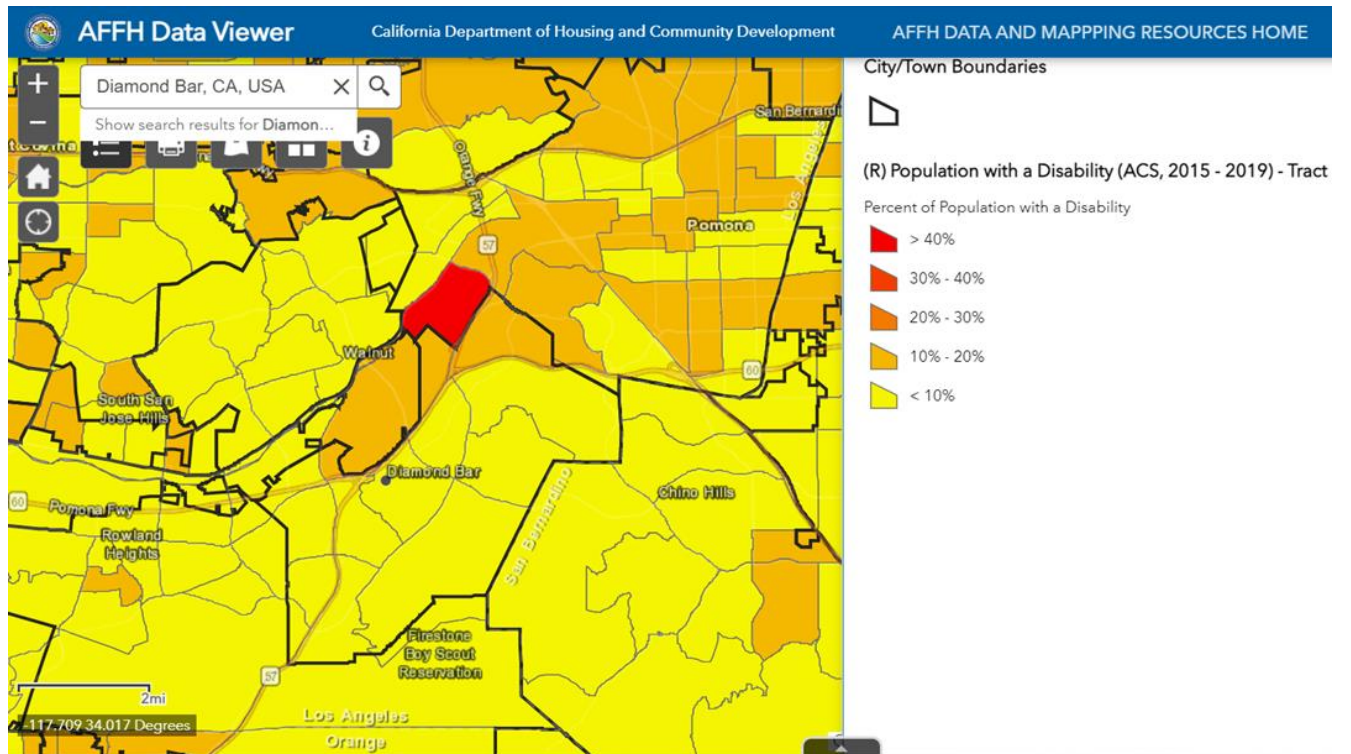 AFFH Data Viewer
California Department of Housing and Community Development
AFFH DATA AND MAPPPING RESOURCES HOME
+
Diamond Bar, CA, USA
−
Show search results for Diamon...
i
Orange Fwy
57
Los Angeles
Pomona
Walnut
60
South San
Jose Hills
Diamond Bar
Chino Hills
60
Pomona Fwy
Rowland
Heights
San Bernardino
Firestone
Boy Scout
Reservation
57
2mi
-117.709 34.017 Degrees
Los Angeles
Orange
City/Town Boundaries
(R) Population with a Disability (ACS, 2015 - 2019) - Tract
Percent of Population with a Disability
> 40%
30% - 40%
20% - 30%
10% - 20%
< 10%